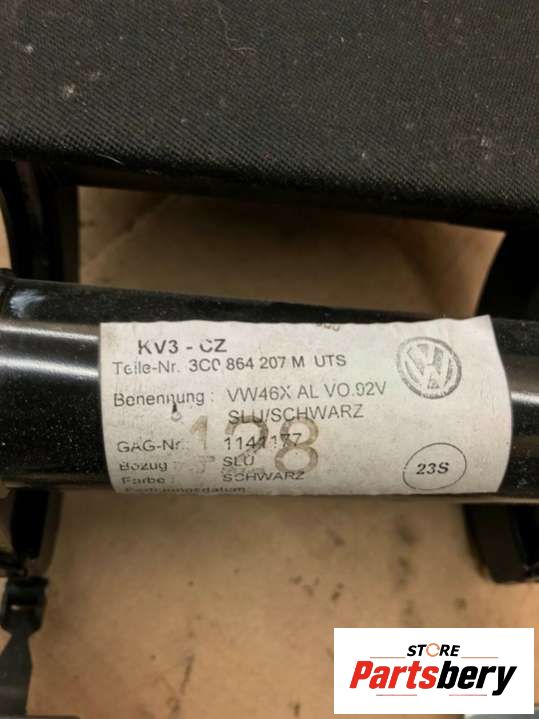 KV3 - CZ
Teile-Nr. 3C0 864 207 M UTS
Benennung : VW46X AL VO.02V
SLU/SCHWARZ
128
GAG-Nr.: 1141177
Bezug : SLU
Farbe : SCHWARZ
23S
STORE
Partsbery